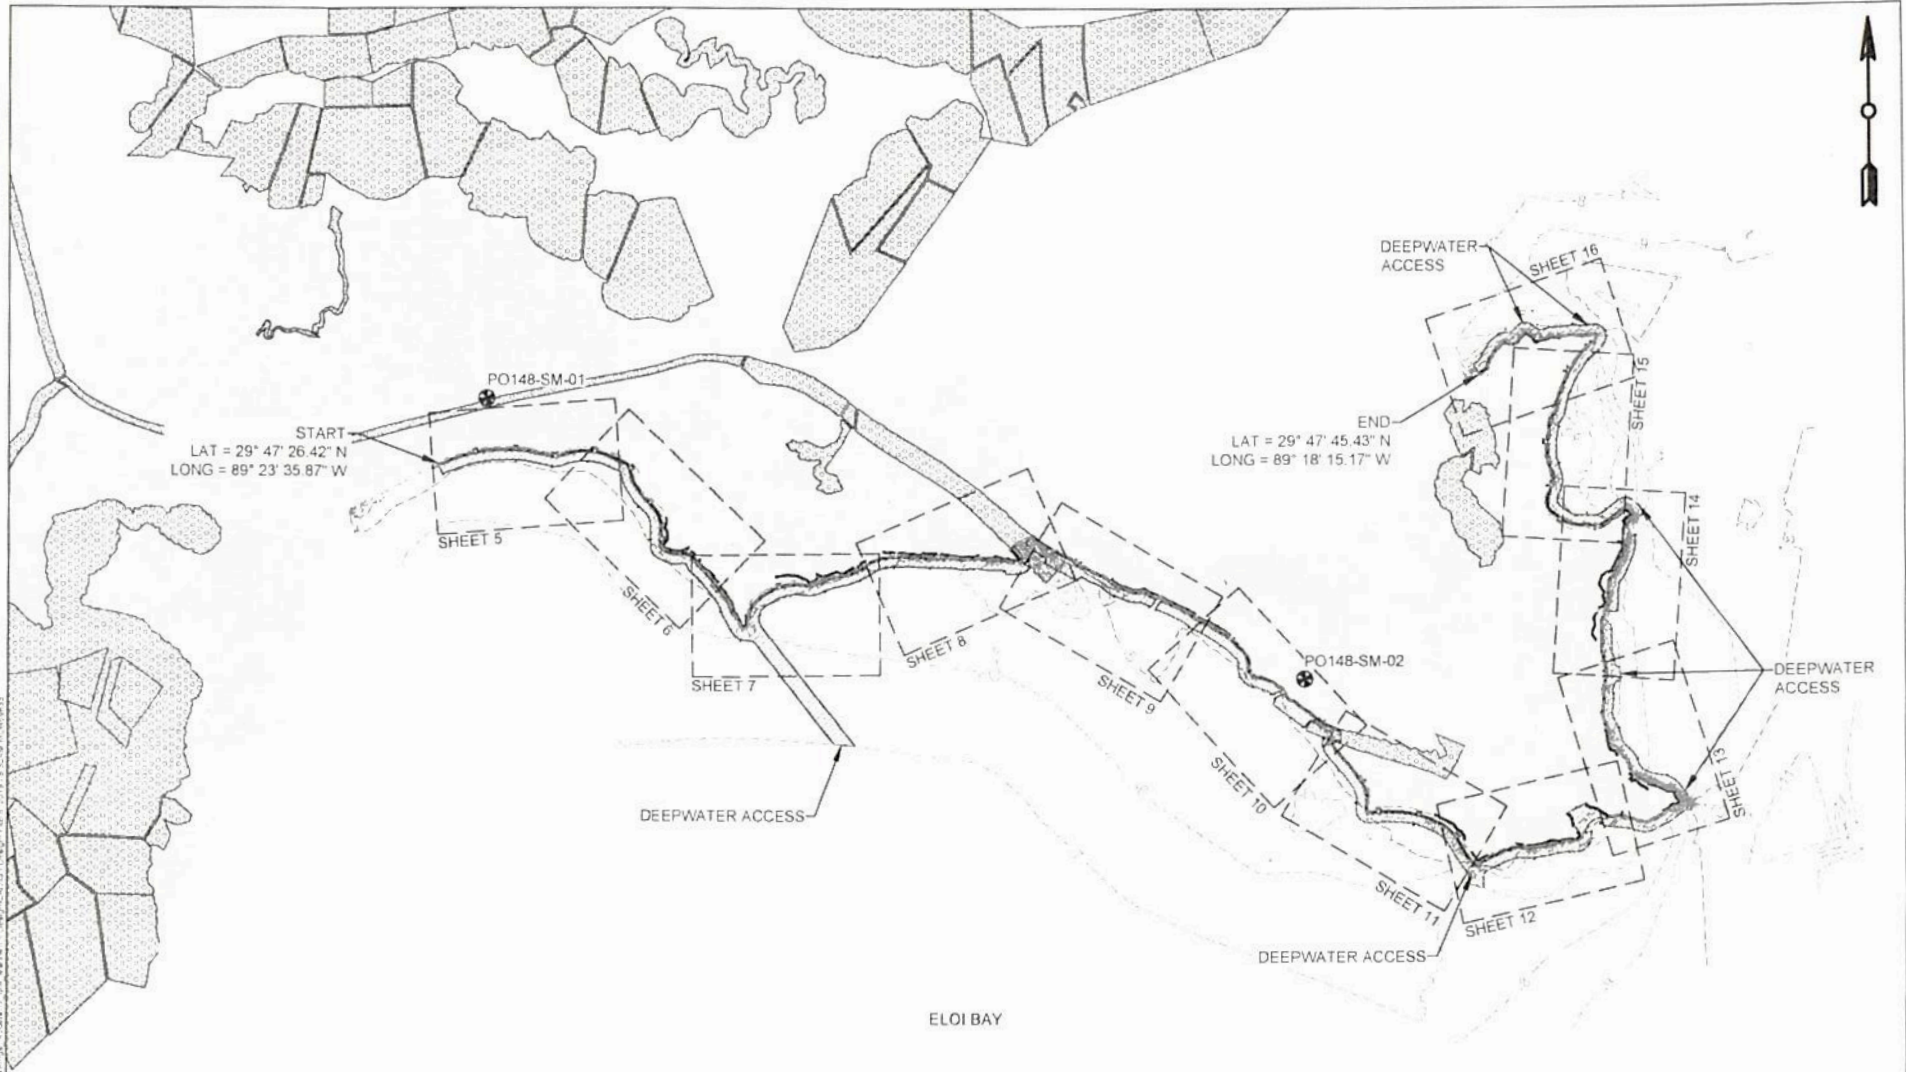 DEEPWATER
ACCESS
SHEET 16
SHEET 15
PO148-SM-01
START
LAT = 29° 47' 26.42" N
LONG = 89° 23' 35.87" W
END
LAT = 29° 47' 45.43" N
LONG = 89° 18' 15.17" W
SHEET 14
SHEET 5
SHEET 6
SHEET 7
SHEET 8
SHEET 9
PO148-SM-02
DEEPWATER
ACCESS
SHEET 10
SHEET 13
DEEPWATER ACCESS
SHEET 11
SHEET 12
DEEPWATER ACCESS
ELOI BAY